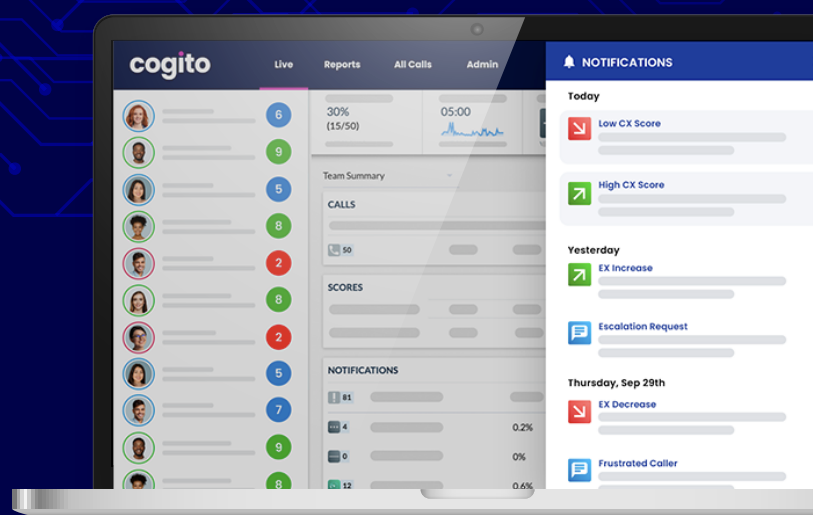 cogito
Live
Reports
All Calls
Admin
6
9
5
8
2
8
2
5
7
9
8
30%
(15/50)
05:00
Team Summary
CALLS
50
SCORES
NOTIFICATIONS
81
4
0.2%
0
0%
12
0.6%
NOTIFICATIONS
Today
Low CX Score
High CX Score
Yesterday
EX Increase
Escalation Request
Thursday, Sep 29th
EX Decrease
Frustrated Caller